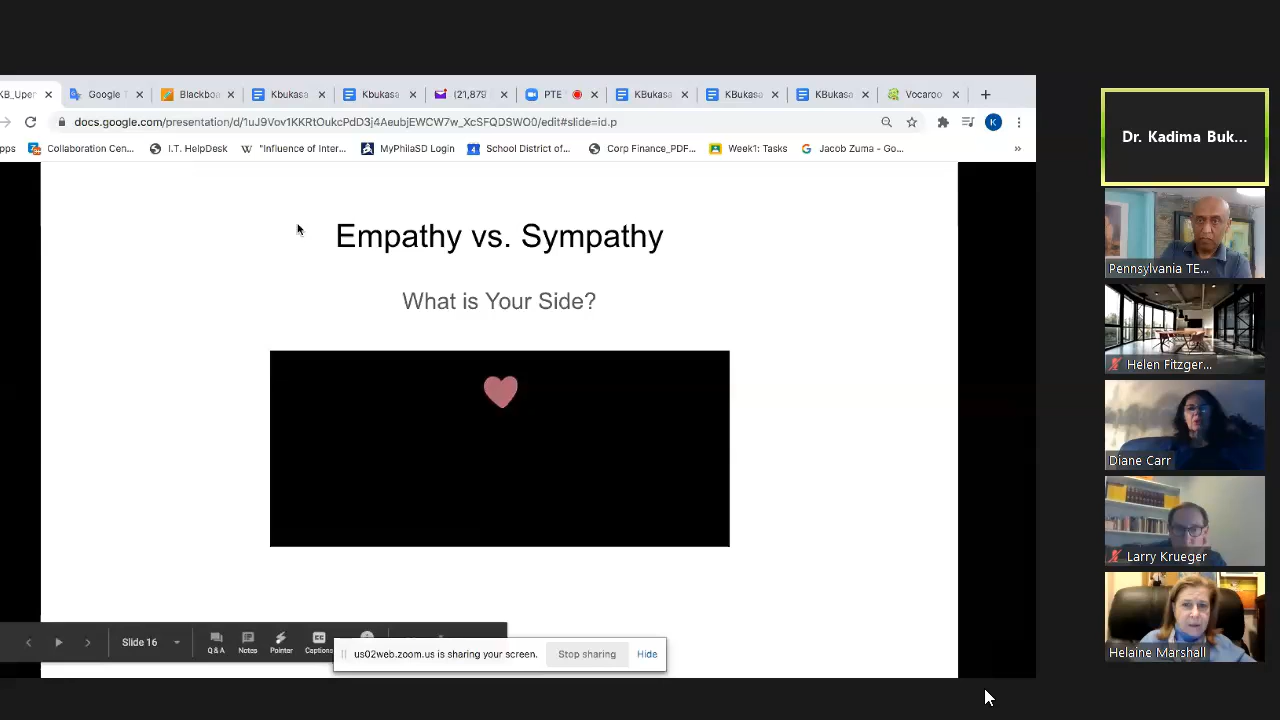 KB_Uper
Google T
Blackboa
Kbukasa
Kbukasa
(21,879
PTE
KBukasa
KBukasa
KBukasa
Vocaroo
docs.google.com/presentation/d/1uJ9Vov1KKRtOukcPdD3j4AeubjEWCW7w_XcSFQDSWO0/edit#slide=id.p
pps
Collaboration Cen...
I.T. HelpDesk
"Influence of Inter...
MyPhilaSD Login
School District of...
Corp Finance_PDF...
Week1: Tasks
Jacob Zuma - Go...
Empathy vs. Sympathy
What is Your Side?
Slide 16
Q & A
Notes
Pointer
Captions
us02web.zoom.us is sharing your screen.
Stop sharing
Hide
Dr. Kadima Buk...
Pennsylvania TE...
Helen Fitzger...
Diane Carr
Larry Krueger
Helaine Marshall